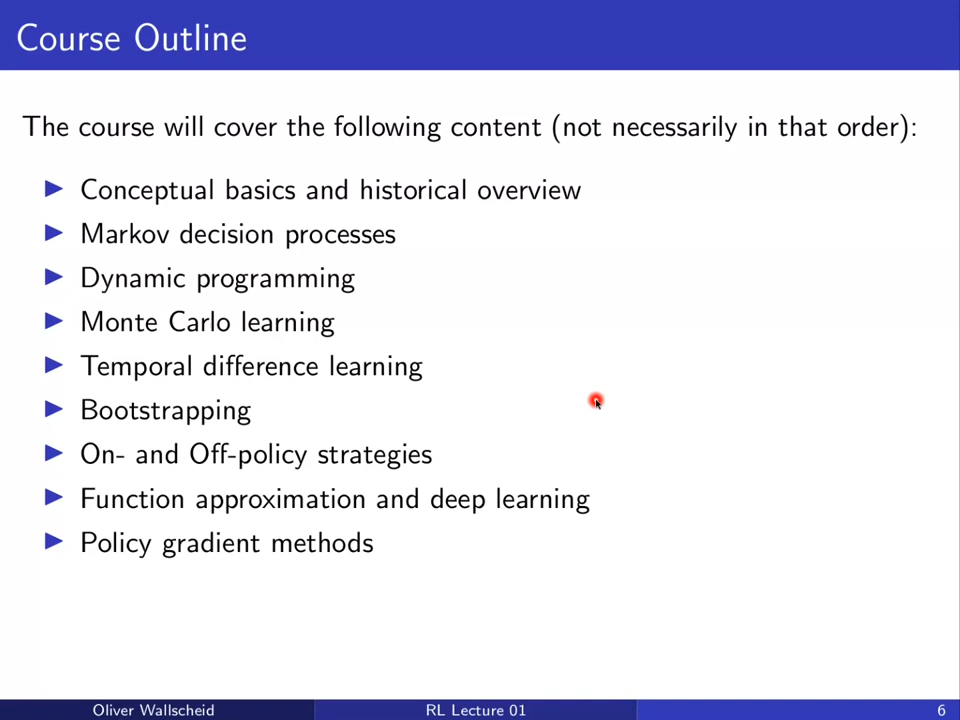 Course Outline
The course will cover the following content (not necessarily in that order):
Conceptual basics and historical overview
Markov decision processes
Dynamic programming
Monte Carlo learning
Temporal difference learning
Bootstrapping
On- and Off-policy strategies
Function approximation and deep learning
Policy gradient methods
Oliver Wallscheid RL Lecture 01 6